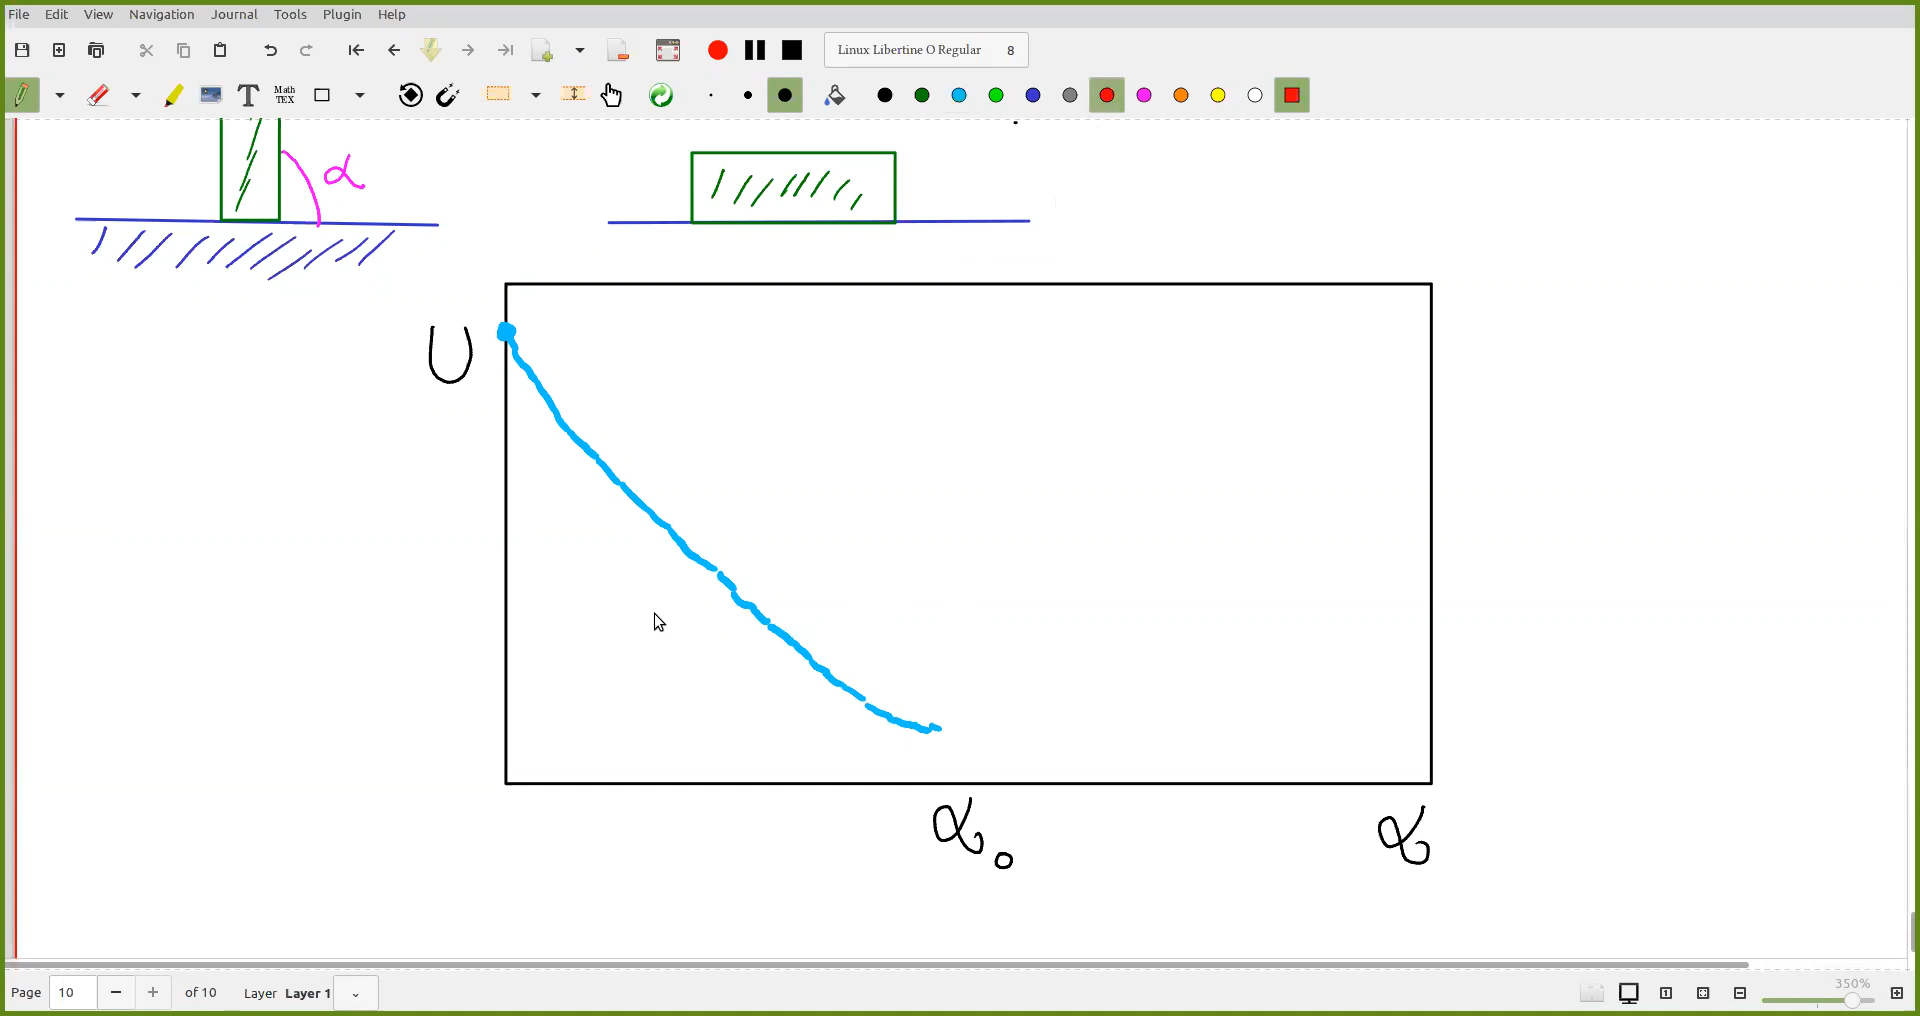 File Edit View Navigation Journal Tools Plugin Help
Linux Libertine O Regular 8
T Math TEX
α
U
α₀
α
Page 10 of 10 Layer Layer 1 350%